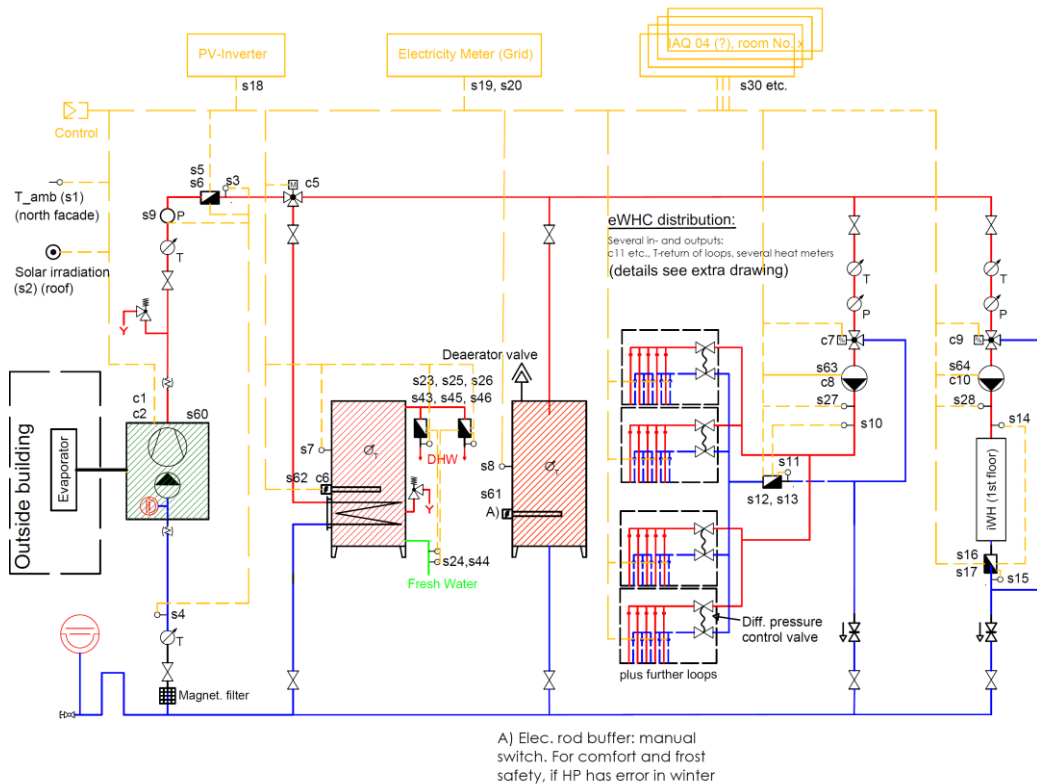 PV-Inverter
Electricity Meter (Grid)
IAQ 04 (?), room No. x
s18
s19, s20
s30 etc.
Control
T_amb (s1)
(north facade)
Solar irradiation
(s2) (roof)
s5
s6
s3
M
c5
s9
P
T
eWHC distribution:
Several in- and outputs:
c11 etc., T-return of loops, several heat meters
(details see extra drawing)
T
P
T
P
c7
c9
s63
c8
s64
c10
s27
s10
s28
s14
Deaerator valve
s23, s25, s26
s43, s45, s46
c1
c2
s60
Outside building
Evaporator
s7
T
DHW
s8
T
s62
c6
s61
A)
s11
s12, s13
iWH (1st floor)
s16
s17
s15
s24,s44
Fresh Water
s4
T
Diff. pressure
control valve
plus further loops
Magnet. filter
A) Elec. rod buffer: manual
switch. For comfort and frost
safety, if HP has error in winter